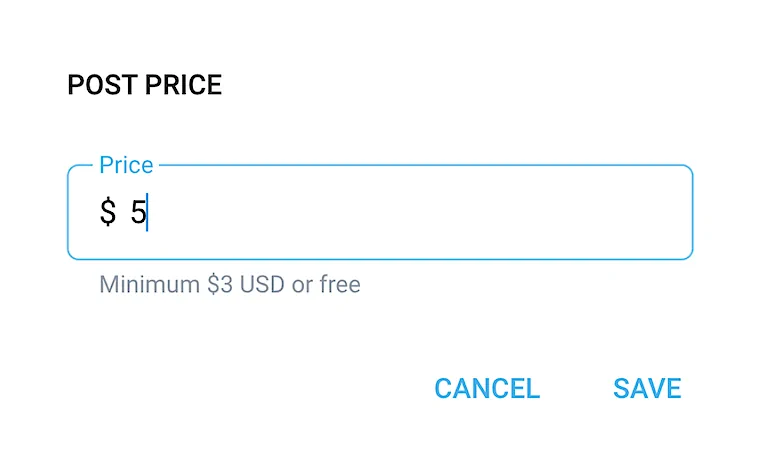 POST PRICE
Price
$ 5
Minimum $3 USD or free
CANCEL SAVE